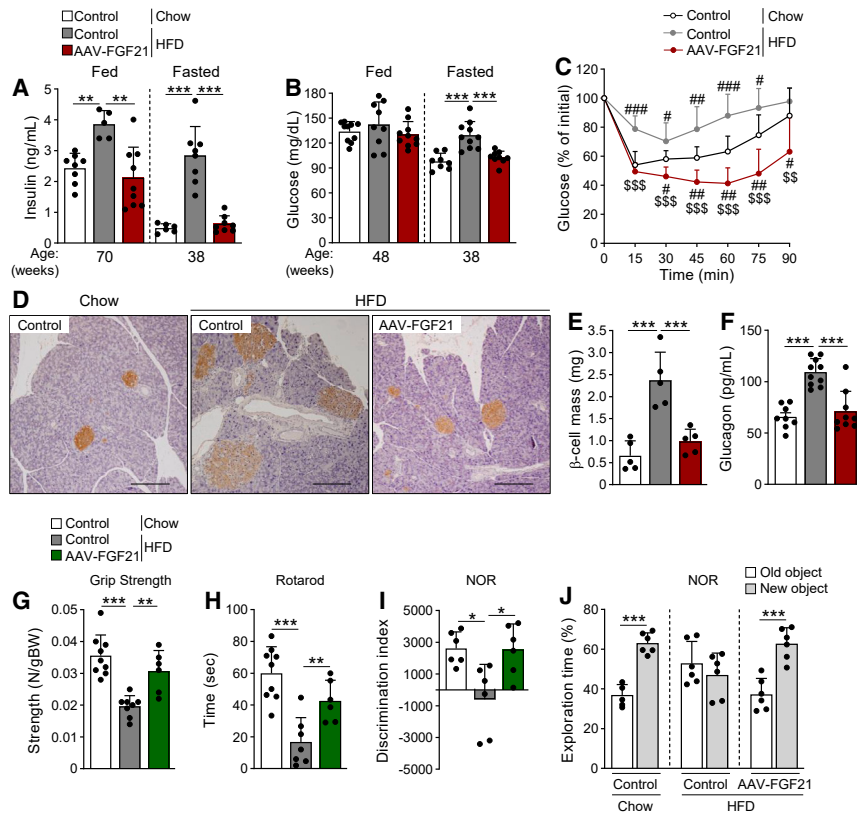 Control
Chow
Control
HFD
AAV-FGF21
A
Fed
Fasted
Insulin (ng/mL)
6
5
4
3
2
1
0
**
**
***
***
Age:
(weeks)
70
38
B
Fed
Fasted
Glucose (mg/dL)
180
150
120
90
60
30
0
***
***
Age:
(weeks)
48
38
Control
Chow
Control
HFD
AAV-FGF21
C
Glucose (% of initial)
120
100
80
60
40
20
0
###
#
##
###
#
#
##
##
##
#
$$$
$$$
$$$
$$$
$$$
$$
0
15
30
45
60
75
90
Time (min)
D
Chow
HFD
Control
Control
AAV-FGF21
E
β-cell mass (mg)
3.5
3.0
2.5
2.0
1.5
1.0
0.5
0
***
***
F
Glucagon (pg/mL)
150
100
50
0
***
***
Control
Chow
Control
HFD
AAV-FGF21
G
Grip Strength
Strength (N/gBW)
0.05
0.04
0.03
0.02
0.01
0.00
***
**
H
Rotarod
Time (sec)
100
80
60
40
20
0
***
**
I
NOR
Discrimination index
5000
3000
1000
-1000
-3000
-5000
*
*
J
NOR
Old object
New object
Exploration time (%)
80
60
40
20
0
***
***
Control
Control
AAV-FGF21
Chow
HFD